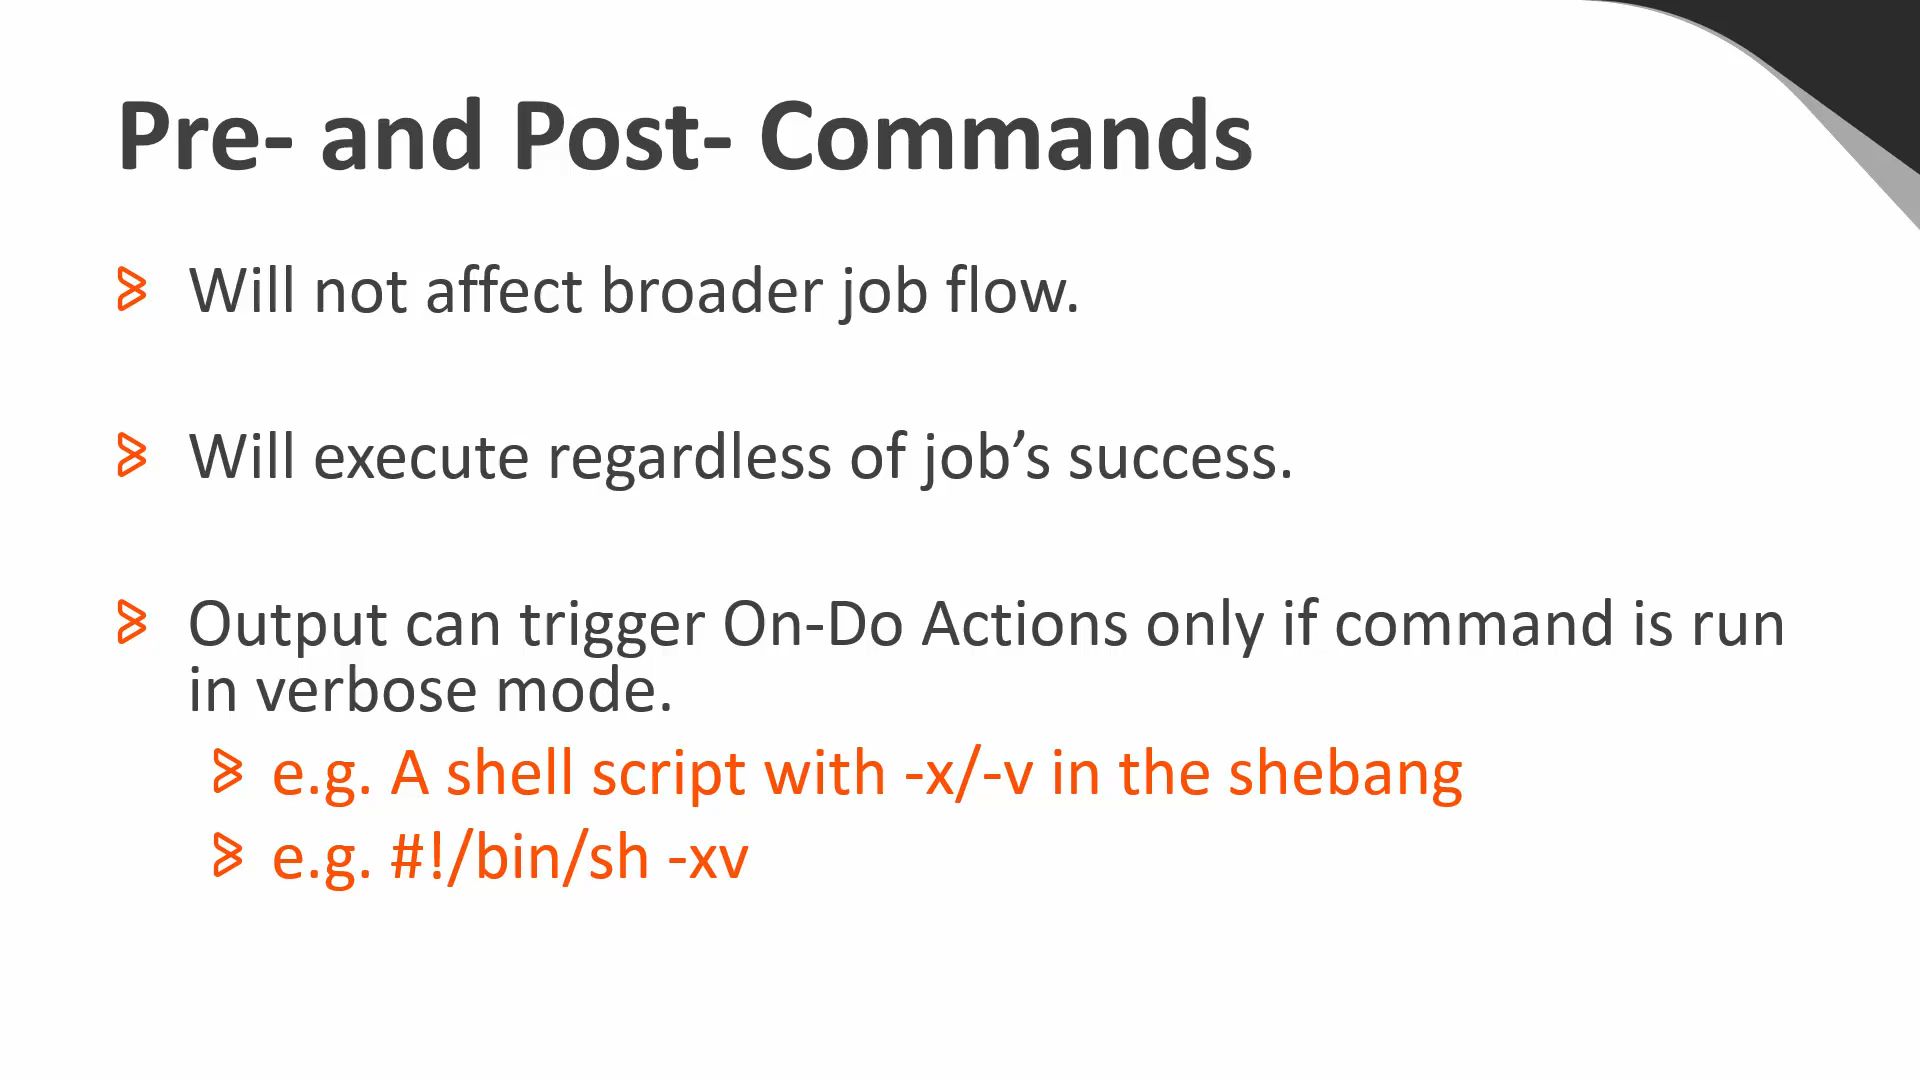 Pre- and Post- Commands
Will not affect broader job flow.
Will execute regardless of job’s success.
Output can trigger On-Do Actions only if command is run
in verbose mode.
e.g. A shell script with -x/-v in the shebang
e.g. #!/bin/sh -xv